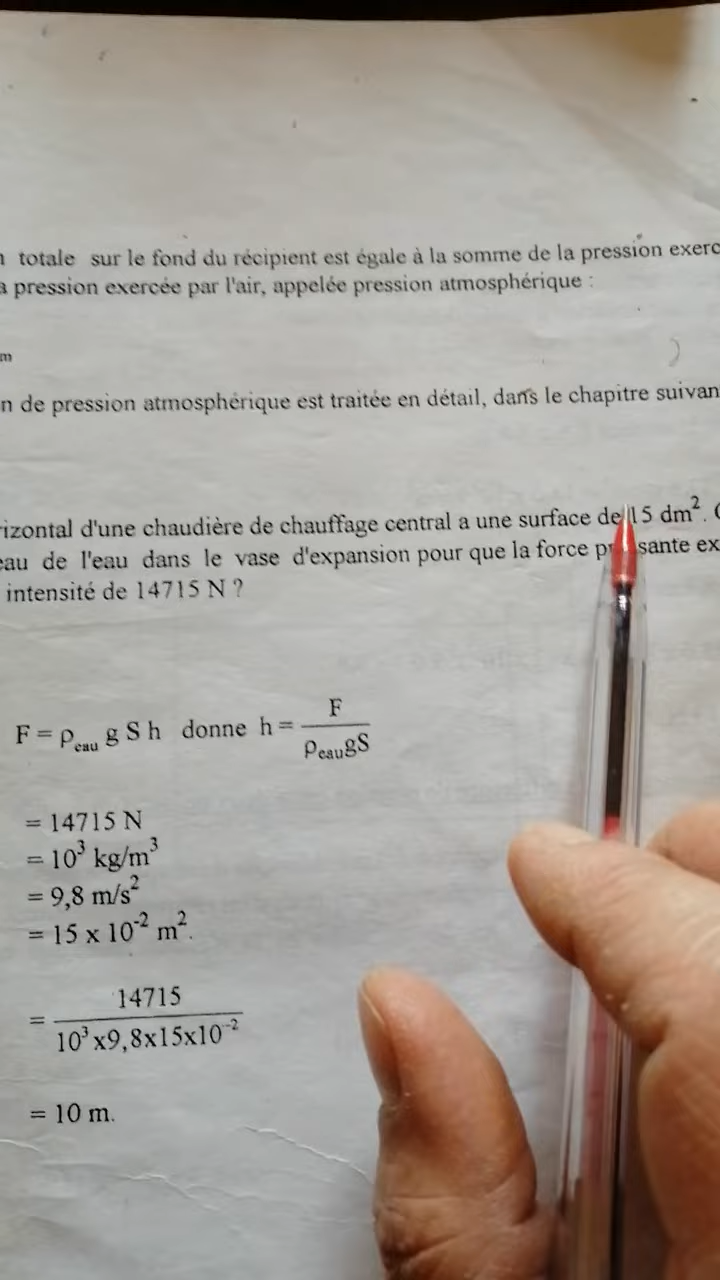 totale sur le fond du récipient est égale à la somme de la pression exerc
a pression exercée par l'air, appelée pression atmosphérique :
m
n de pression atmosphérique est traitée en détail, dans le chapitre suivan
rizontal d'une chaudière de chauffage central a une surface de 15 dm².
eau de l'eau dans le vase d'expansion pour que la force ex
intensité de 14715 N ?
F = ρeau g S h donne h = F / ρeaugS
= 14715 N
= 10³ kg/m³
= 9,8 m/s²
= 15 x 10⁻² m².
= 14715 / 10³x9,8x15x10⁻²
= 10 m.